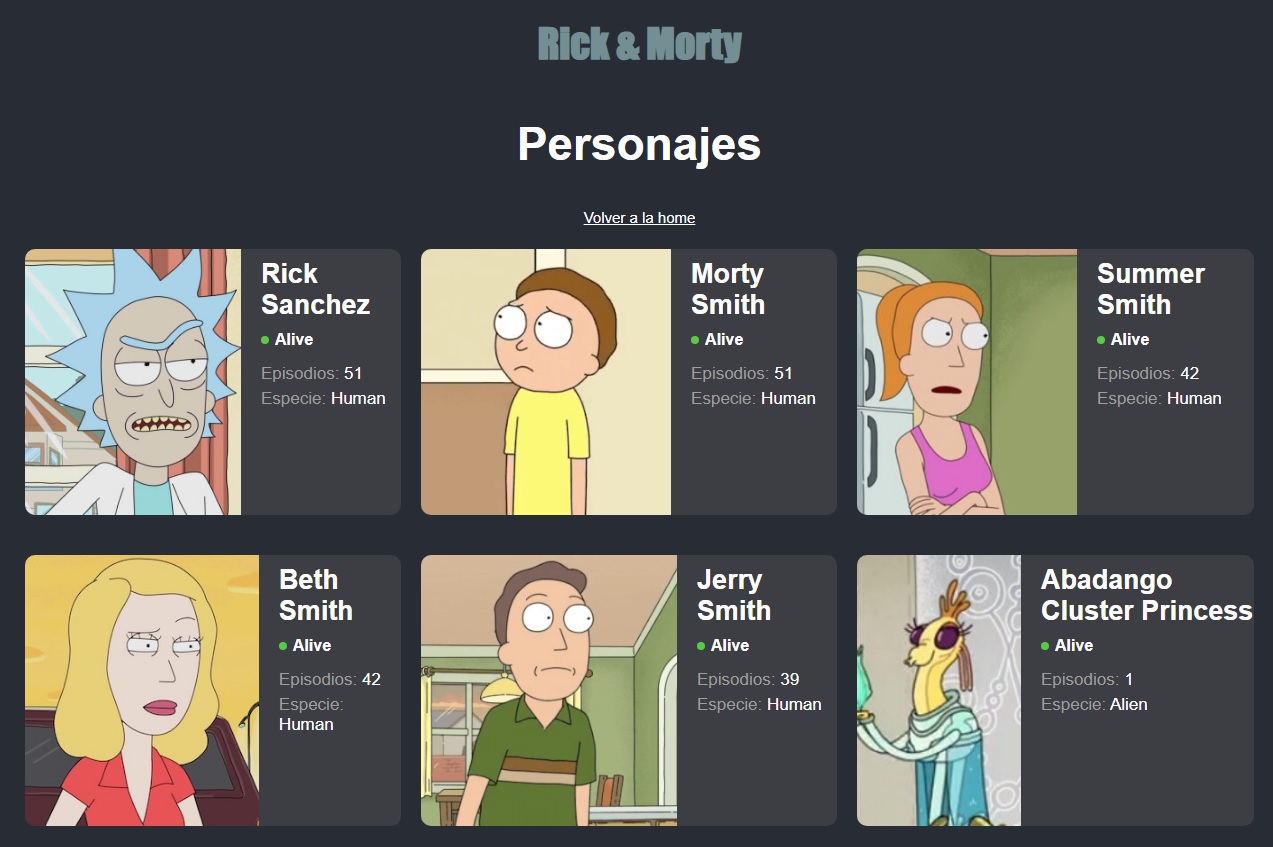 Rick & Morty
Personajes
Volver a la home
Rick
Sanchez
Alive
Episodios: 51
Especie: Human
Morty
Smith
Alive
Episodios: 51
Especie: Human
Summer
Smith
Alive
Episodios: 42
Especie: Human
Beth
Smith
Alive
Episodios: 42
Especie:
Human
Jerry
Smith
Alive
Episodios: 39
Especie: Human
Abadango
Cluster Princess
Alive
Episodios: 1
Especie: Alien